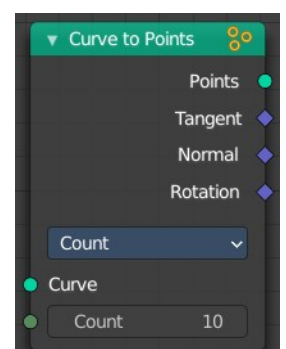 Curve to Points
Points
Tangent
Normal
Rotation
Count
Curve
Count 10